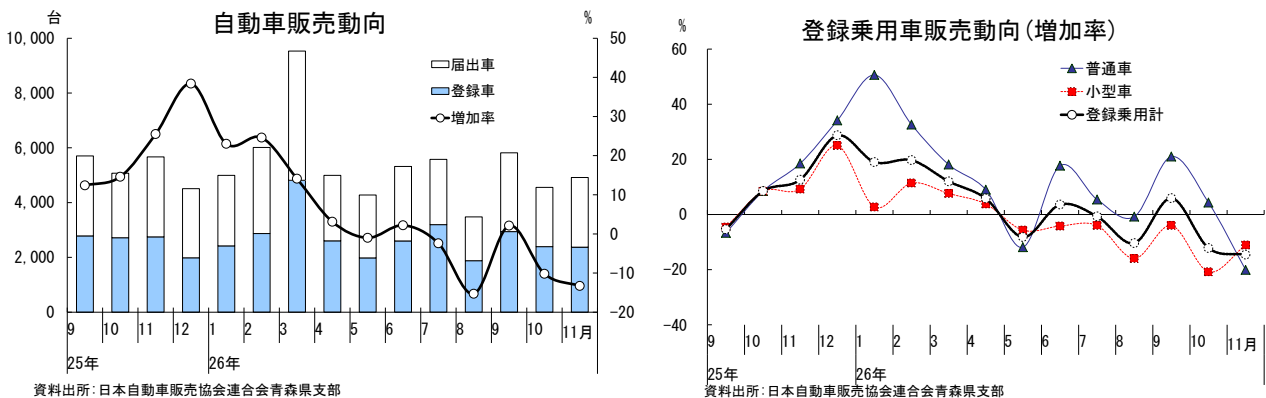 自動車販売動向
台
%
10,000
8,000
6,000
4,000
2,000
0
50
40
30
20
10
0
-10
-20
届出車
登録車
増加率
9 10 11 12 1 2 3 4 5 6 7 8 9 10 11月
25年 26年
資料出所:日本自動車販売協会連合会青森県支部
登録乗用車販売動向(増加率)
%
60
40
20
0
-20
-40
普通車
小型車
登録乗用計
9 10 11 12 1 2 3 4 5 6 7 8 9 10 11月
25年 26年
資料出所:日本自動車販売協会連合会青森県支部